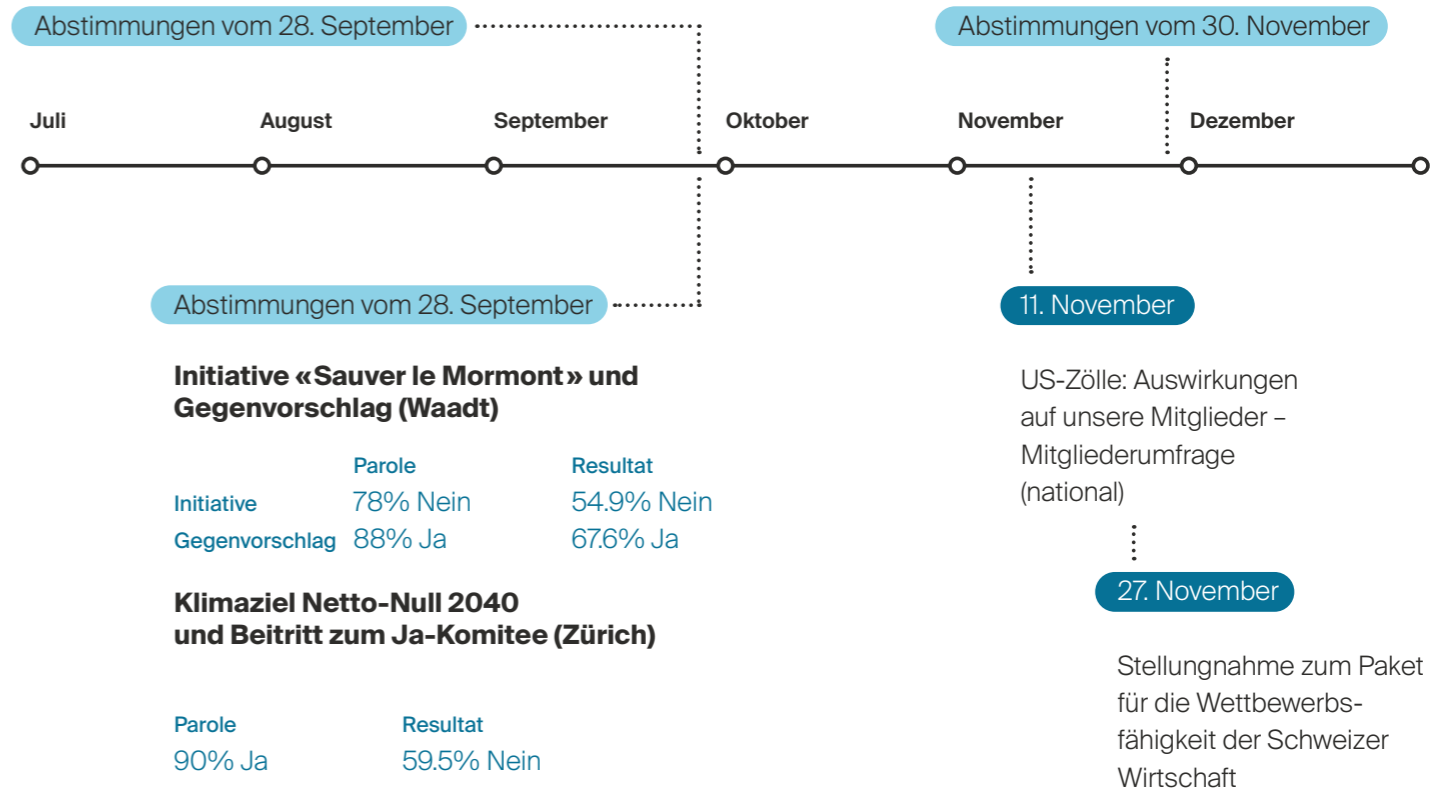 Abstimmungen vom 28. September
Abstimmungen vom 30. November
Juli August September Oktober November Dezember
Abstimmungen vom 28. September
Initiative «Sauver le Mormont» und
Gegenvorschlag (Waadt)
Parole Resultat
Initiative 78% Nein 54.9% Nein
Gegenvorschlag 88% Ja 67.6% Ja
Klimaziel Netto-Null 2040
und Beitritt zum Ja-Komitee (Zürich)
Parole Resultat
90% Ja 59.5% Nein
11. November
US-Zölle: Auswirkungen
auf unsere Mitglieder –
Mitgliederumfrage
(national)
27. November
Stellungnahme zum Paket
für die Wettbewerbs-
fähigkeit der Schweizer
Wirtschaft